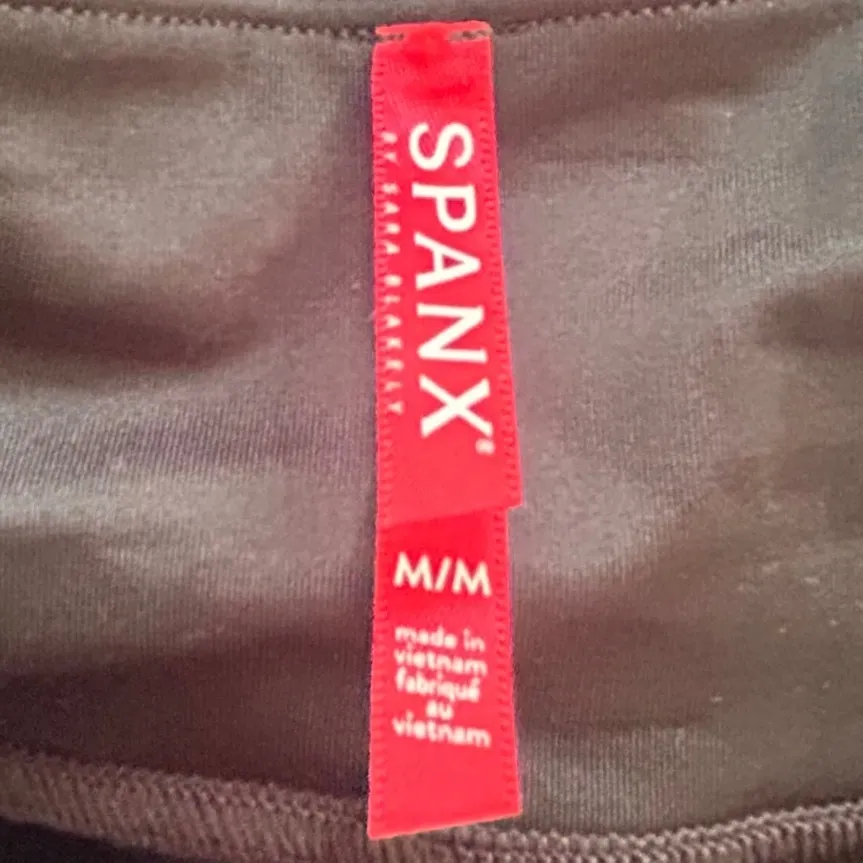 SPANX®
BY SARA BLAKELY
M/M
made in
vietnam
fabriqué
au
vietnam